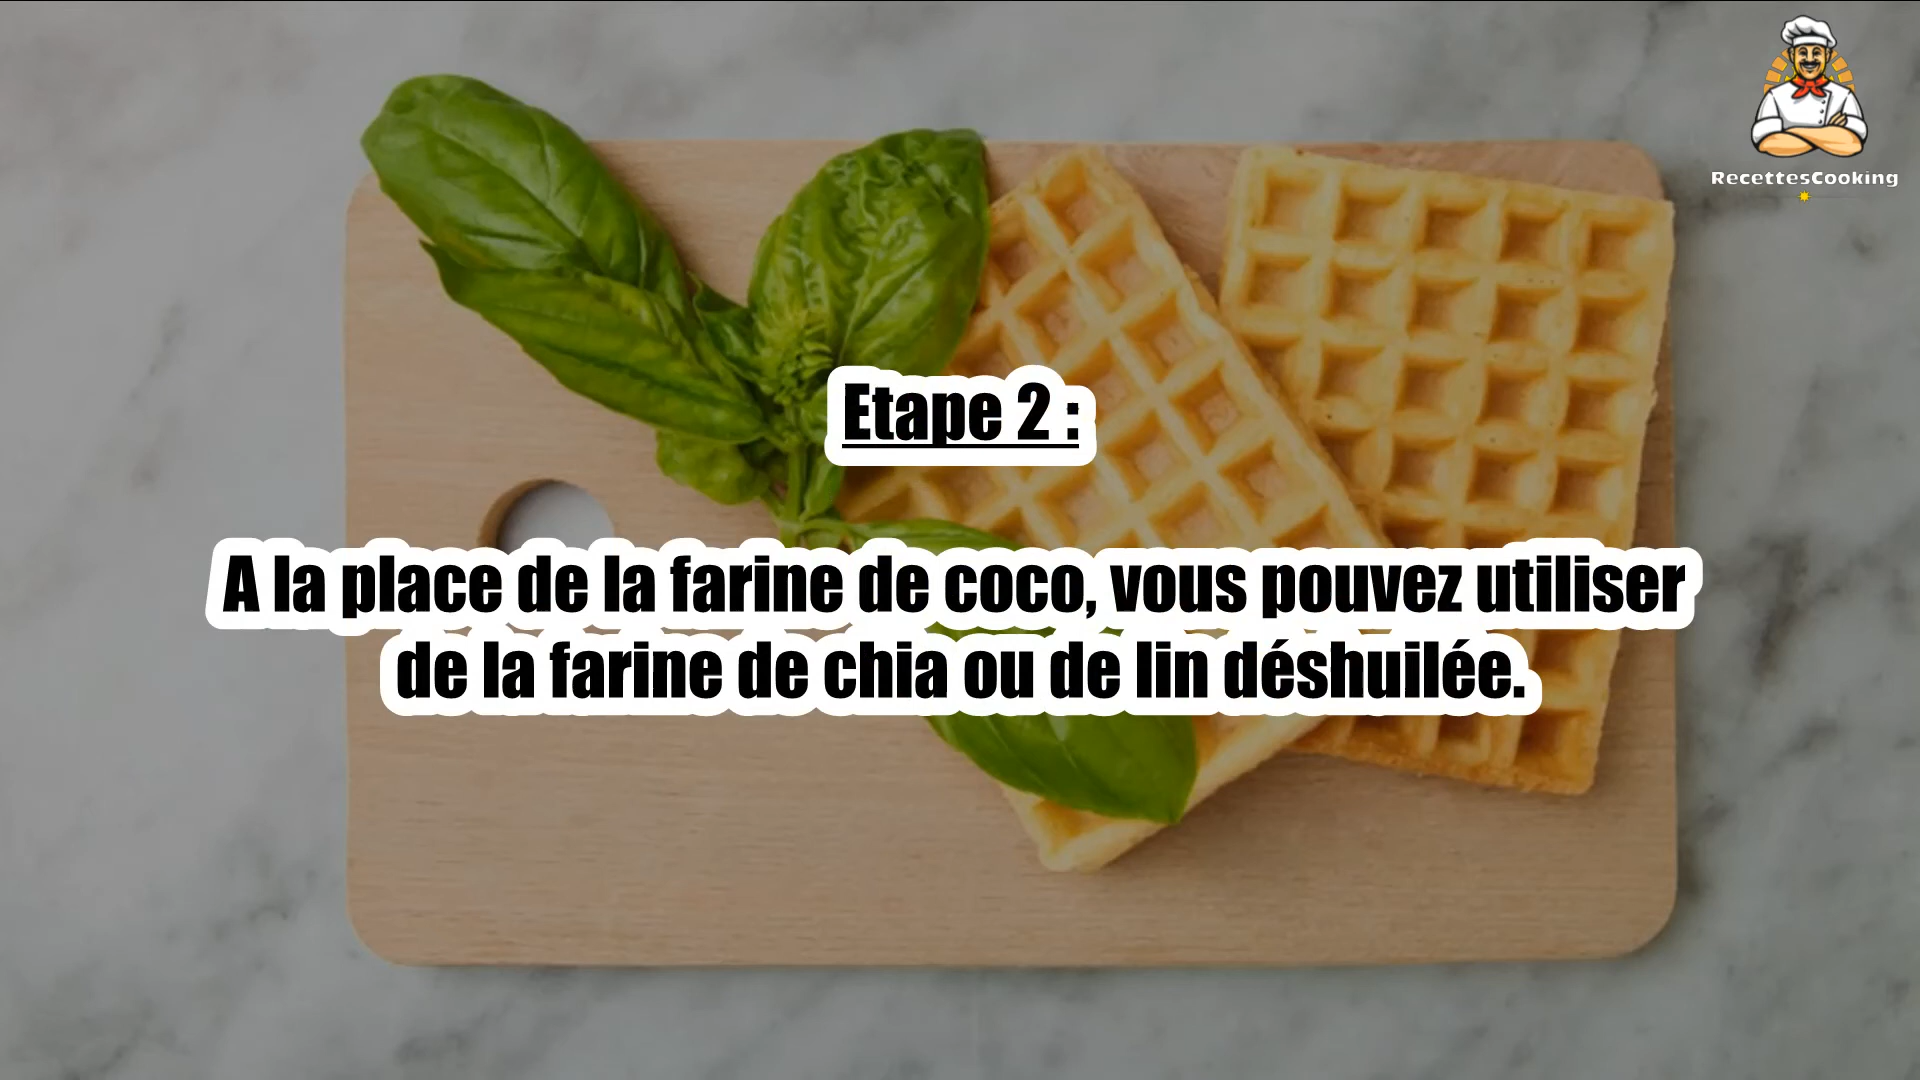 RecettesCooking
Etape 2 :
A la place de la farine de coco, vous pouvez utiliser
de la farine de chia ou de lin déshuilée.